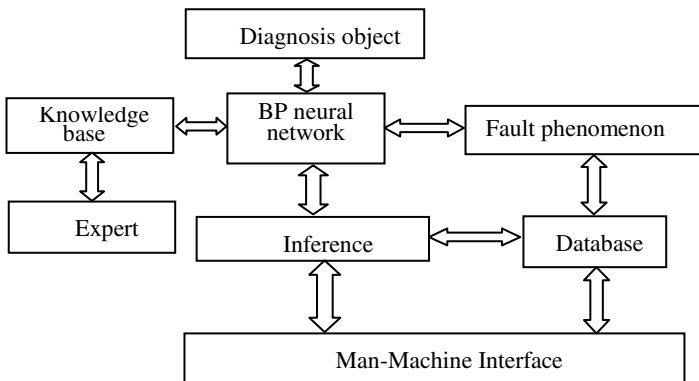 Diagnosis object
Knowledge
base
BP neural
network
Fault phenomenon
Expert
Inference
Database
Man-Machine Interface